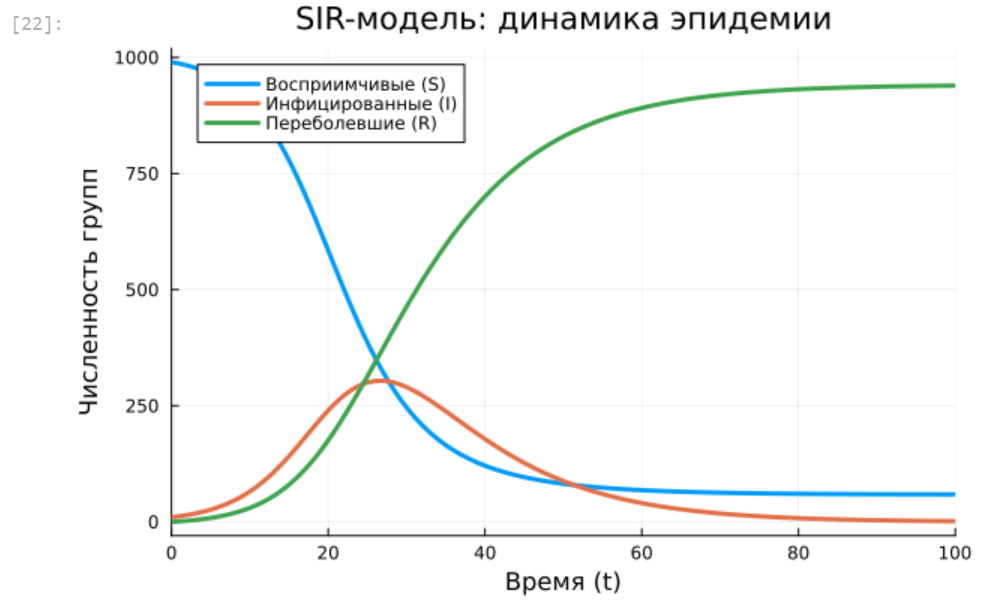 [22]:
SIR-модель: динамика эпидемии
1000
Восприимчивые (S)
Инфицированные (I)
Переболевшие (R)
750
500
250
0
Численность групп
0 20 40 60 80 100
Время (t)